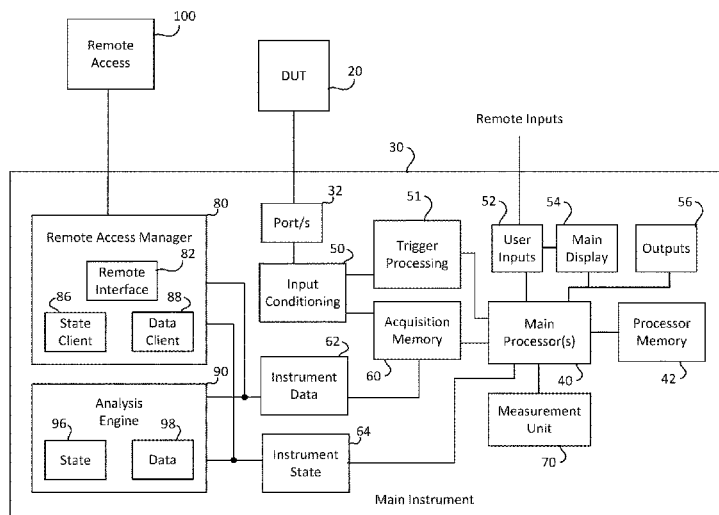 100
Remote
Access
DUT
20
Remote Inputs
30
80
Remote Access Manager
82
Remote
Interface
86
State
Client
88
Data
Client
32
Port/s
50
Input
Conditioning
51
Trigger
Processing
52
User
Inputs
54
Main
Display
56
Outputs
Acquisition
Memory
60
Main
Processor(s)
40
Processor
Memory
42
62
Instrument
Data
90
Analysis
Engine
96
State
98
Data
64
Instrument
State
Measurement
Unit
70
Main Instrument